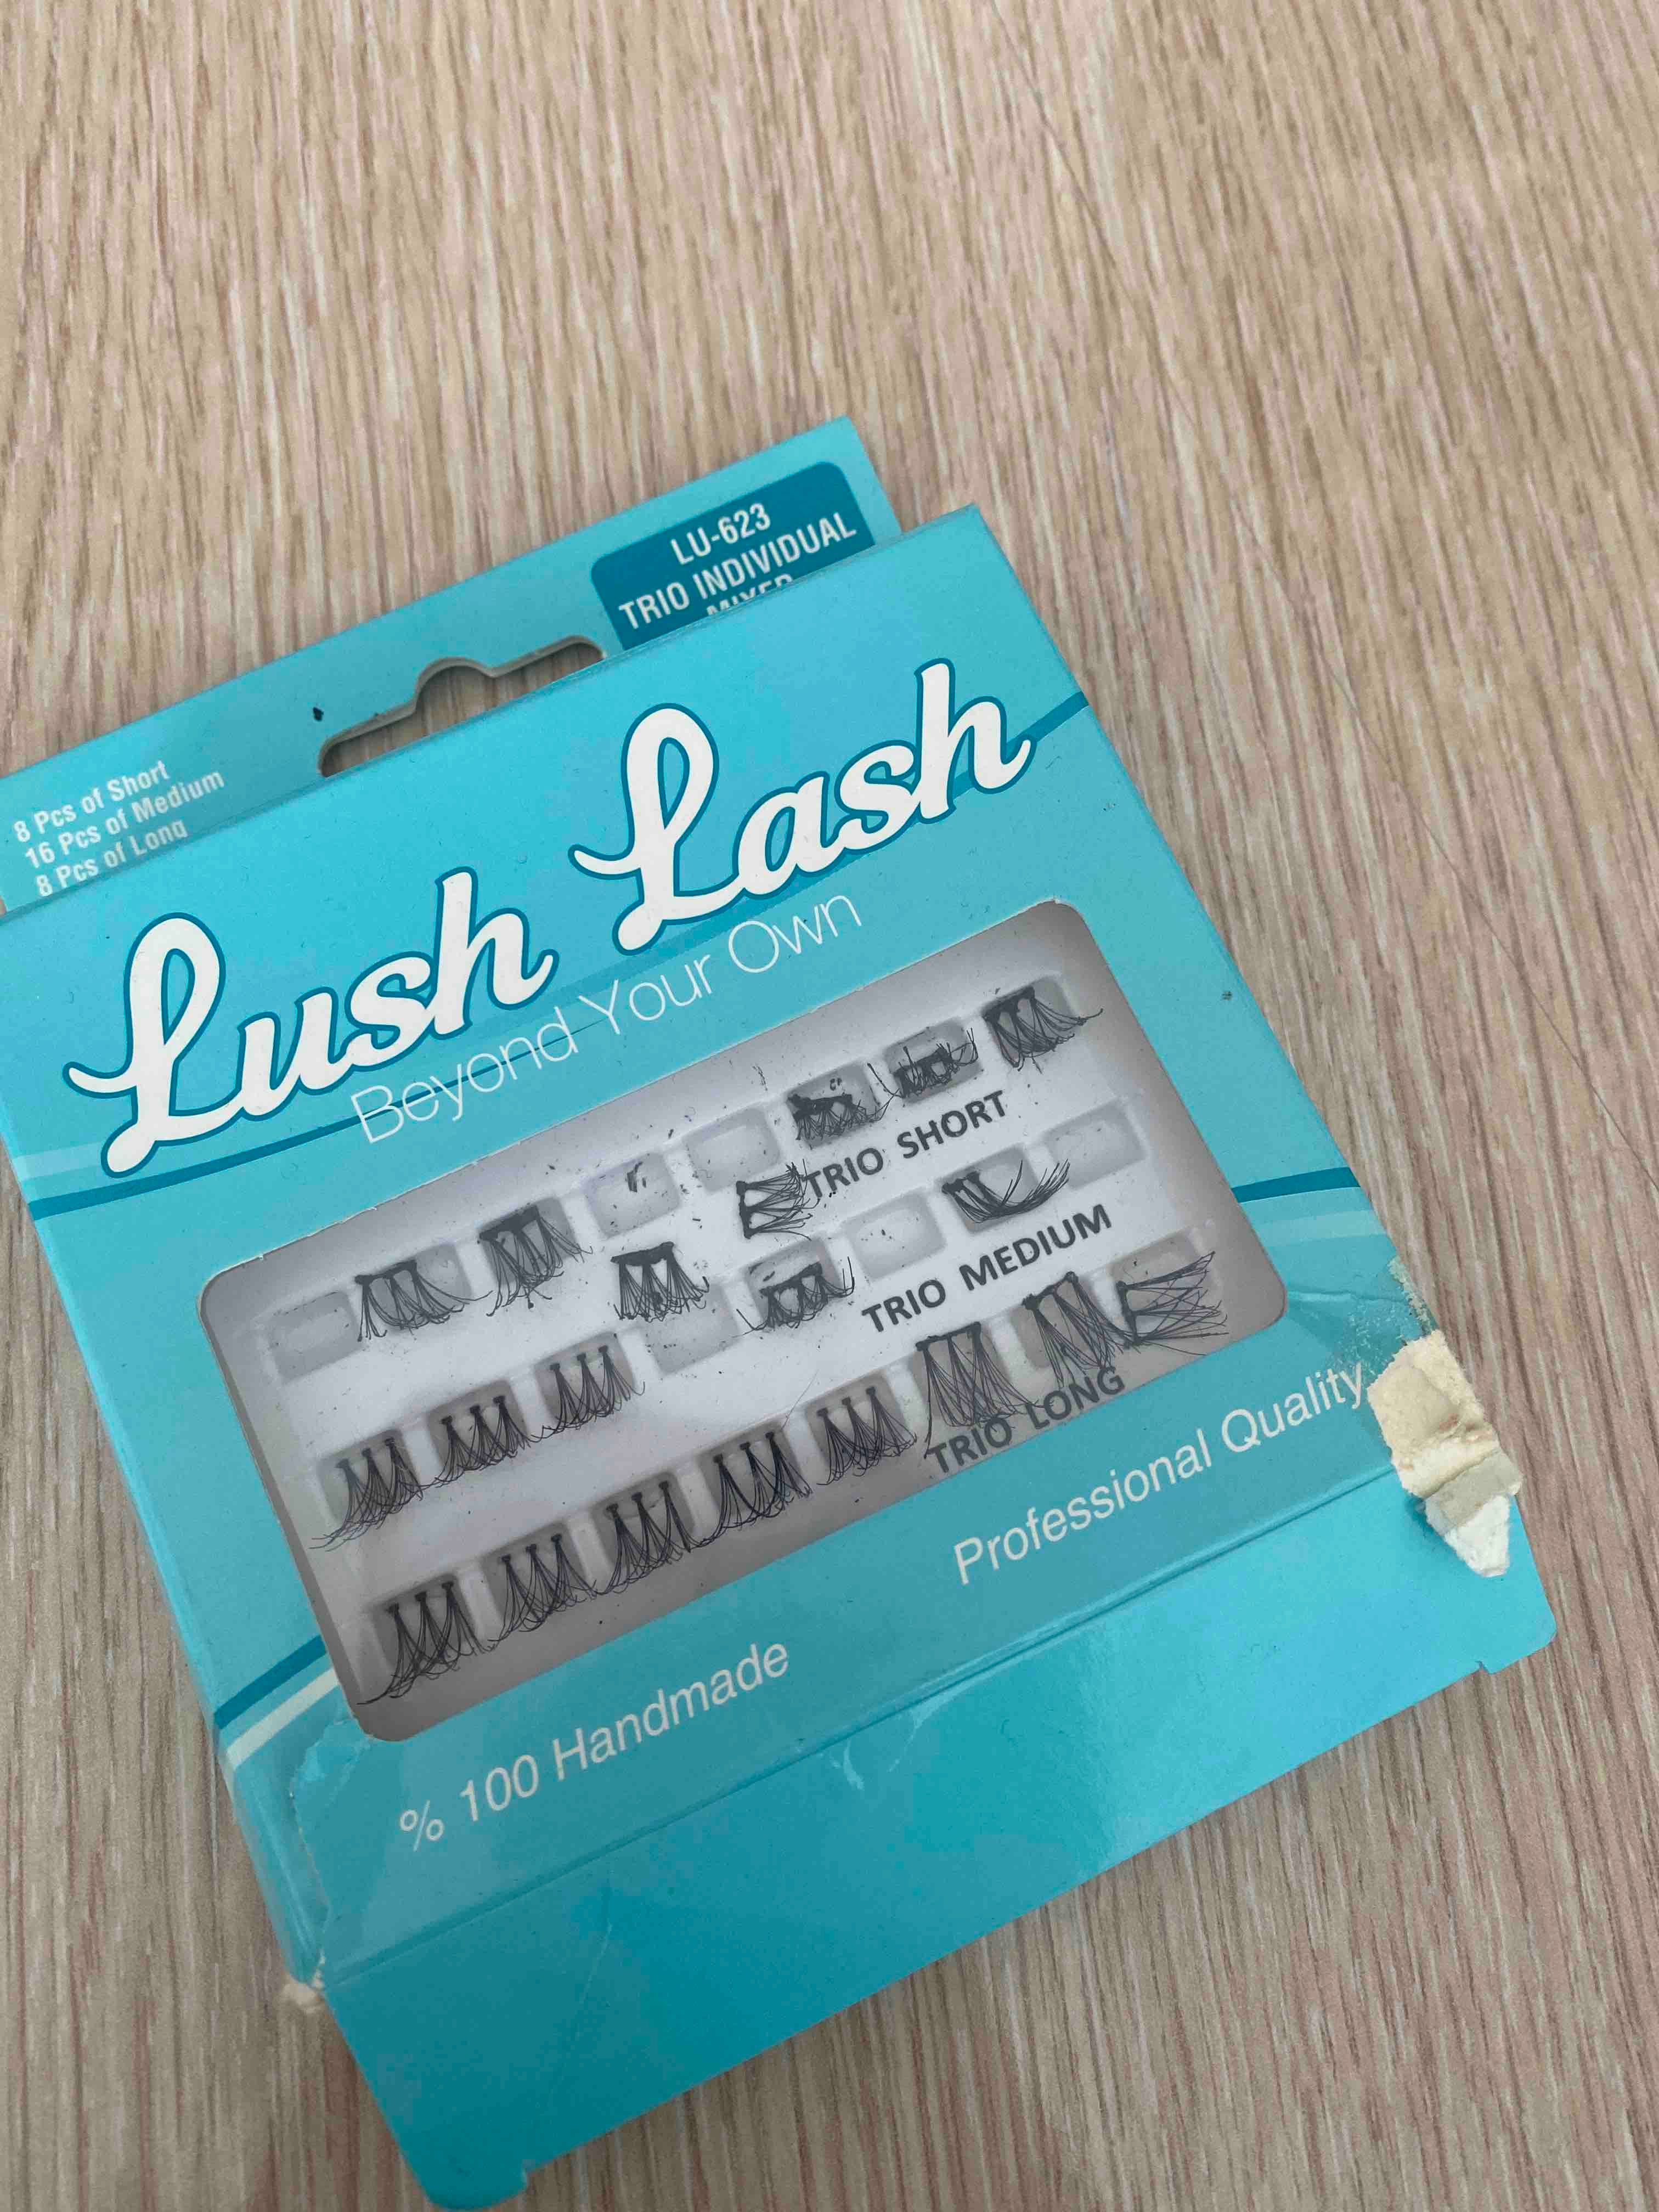 LU-623
TRIO INDIVIDUAL
MIXED
8 Pcs of Short
16 Pcs of Medium
8 Pcs of Long
Lush Lash
Beyond Your Own
TRIO SHORT
TRIO MEDIUM
TRIO LONG
% 100 Handmade
Professional Quality